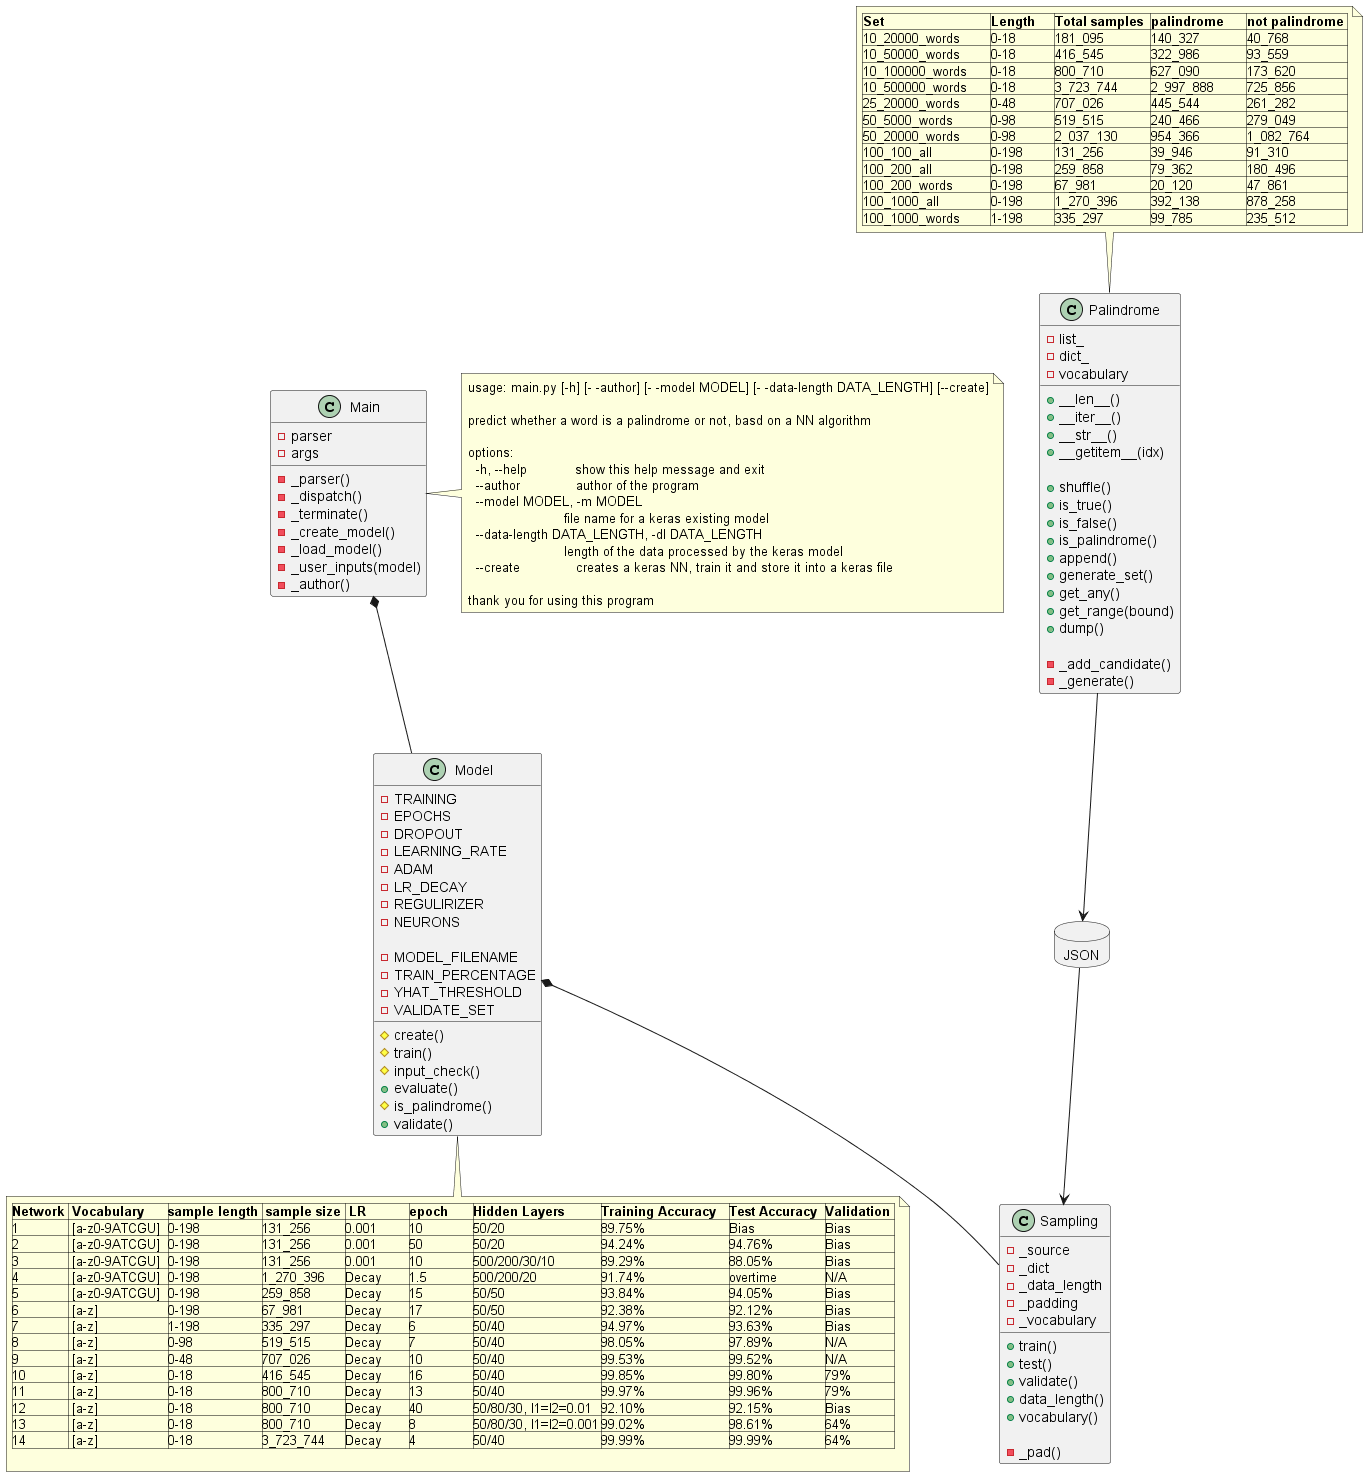 Set Length Total samples palindrome not palindrome
10_20000_words 0-18 181_095 140_327 40_768
10_50000_words 0-18 416_545 322_986 93_559
10_100000_words 0-18 800_710 627_090 173_620
10_500000_words 0-18 3_723_744 2_997_888 725_856
25_20000_words 0-48 707_026 445_544 261_282
50_5000_words 0-98 519_515 240_466 279_049
50_20000_words 0-98 2_037_130 954_366 1_082_764
100_100_all 0-198 131_256 39_946 91_310
100_200_all 0-198 259_858 79_362 180_496
100_200_words 0-198 67_981 20_120 47_861
100_1000_all 0-198 1_270_396 392_138 878_258
100_1000_words 1-198 335_297 99_785 235_512
C Palindrome
list_
dict_
vocabulary
__len__()
__iter__()
__str__()
__getitem__(idx)
shuffle()
is_true()
is_false()
is_palindrome()
append()
generate_set()
get_any()
get_range(bound)
dump()
_add_candidate()
_generate()
C Main
parser
args
_parser()
_dispatch()
_terminate()
_create_model()
_load_model()
_user_inputs(model)
_author()
usage: main.py [-h] [- -author] [- -model MODEL] [- -data-length DATA_LENGTH] [--create]
predict whether a word is a palindrome or not, basd on a NN algorithm
options:
-h, --help show this help message and exit
--author author of the program
--model MODEL, -m MODEL
file name for a keras existing model
--data-length DATA_LENGTH, -dl DATA_LENGTH
length of the data processed by the keras model
--create creates a keras NN, train it and store it into a keras file
thank you for using this program
C Model
TRAINING
EPOCHS
DROPOUT
LEARNING_RATE
ADAM
LR_DECAY
REGULIRIZER
NEURONS
MODEL_FILENAME
TRAIN_PERCENTAGE
YHAT_THRESHOLD
VALIDATE_SET
create()
train()
input_check()
evaluate()
is_palindrome()
validate()
JSON
C Sampling
_source
_dict
_data_length
_padding
_vocabulary
train()
test()
validate()
data_length()
vocabulary()
_pad()
Network Vocabulary sample length sample size LR epoch Hidden Layers Training Accuracy Test Accuracy Validation
1 [a-z0-9ATCGU] 0-198 131_256 0.001 10 50/20 89.75% Bias Bias
2 [a-z0-9ATCGU] 0-198 131_256 0.001 50 50/20 94.24% 94.76% Bias
3 [a-z0-9ATCGU] 0-198 131_256 0.001 10 500/200/30/10 89.29% 88.05% Bias
4 [a-z0-9ATCGU] 0-198 1_270_396 Decay 1.5 500/200/20 91.74% overtime N/A
5 [a-z0-9ATCGU] 0-198 259_858 Decay 15 50/50 93.84% 94.05% Bias
6 [a-z] 0-198 67_981 Decay 17 50/50 92.38% 92.12% Bias
7 [a-z] 1-198 335_297 Decay 6 50/40 94.97% 93.63% Bias
8 [a-z] 0-98 519_515 Decay 7 50/40 98.05% 97.89% N/A
9 [a-z] 0-48 707_026 Decay 10 50/40 99.53% 99.52% N/A
10 [a-z] 0-18 416_545 Decay 16 50/40 99.85% 99.80% 79%
11 [a-z] 0-18 800_710 Decay 13 50/40 99.97% 99.96% 79%
12 [a-z] 0-18 800_710 Decay 40 50/80/30, l1=l2=0.01 92.10% 92.15% Bias
13 [a-z] 0-18 800_710 Decay 8 50/80/30, l1=l2=0.001 99.02% 98.61% 64%
14 [a-z] 0-18 3_723_744 Decay 4 50/40 99.99% 99.99% 64%